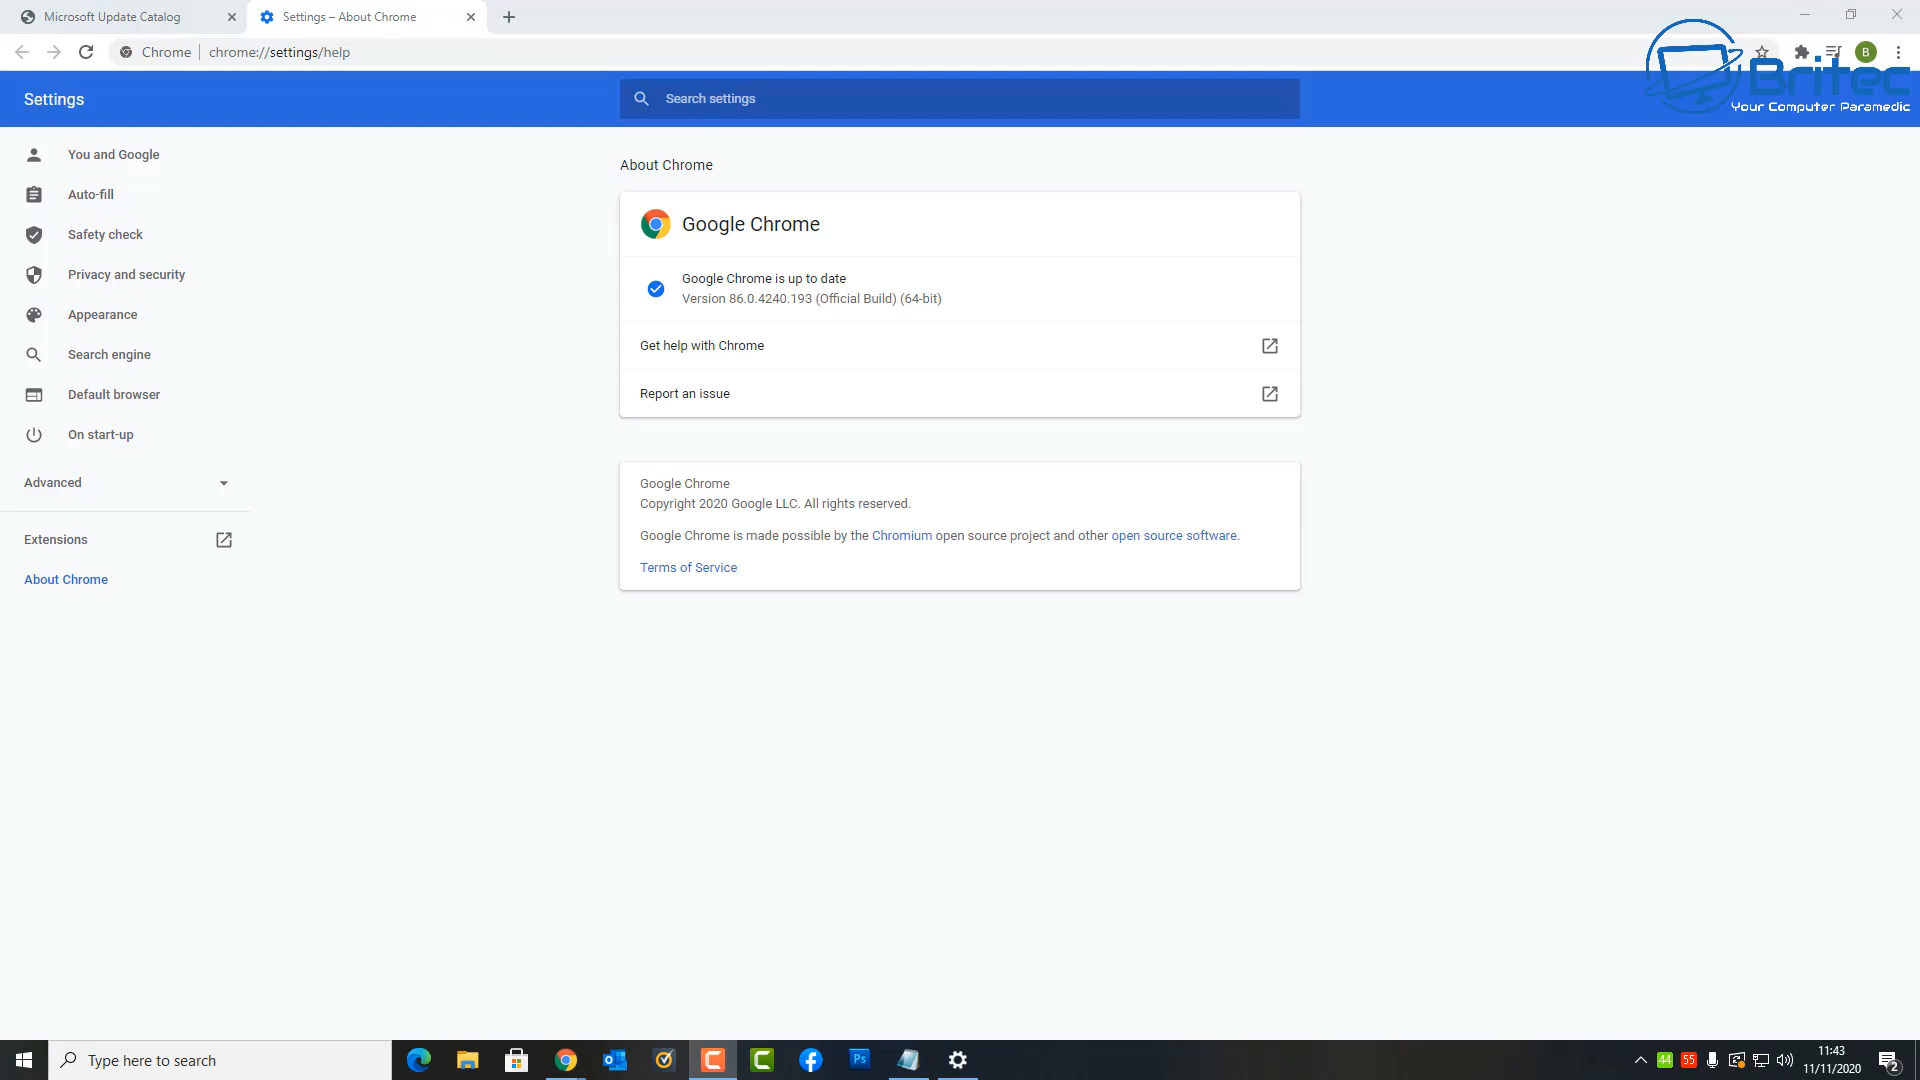 Microsoft Update Catalog
Settings – About Chrome
Chrome
chrome://settings/help
B
Britec
Your Computer Paramedic
Settings
Search settings
You and Google
Auto-fill
Safety check
Privacy and security
Appearance
Search engine
Default browser
On start-up
Advanced
Extensions
About Chrome
About Chrome
Google Chrome
Google Chrome is up to date
Version 86.0.4240.193 (Official Build) (64-bit)
Get help with Chrome
Report an issue
Google Chrome
Copyright 2020 Google LLC. All rights reserved.
Google Chrome is made possible by the Chromium open source project and other open source software.
Terms of Service
Type here to search
Ps
44
55
11:43
11/11/2020
2